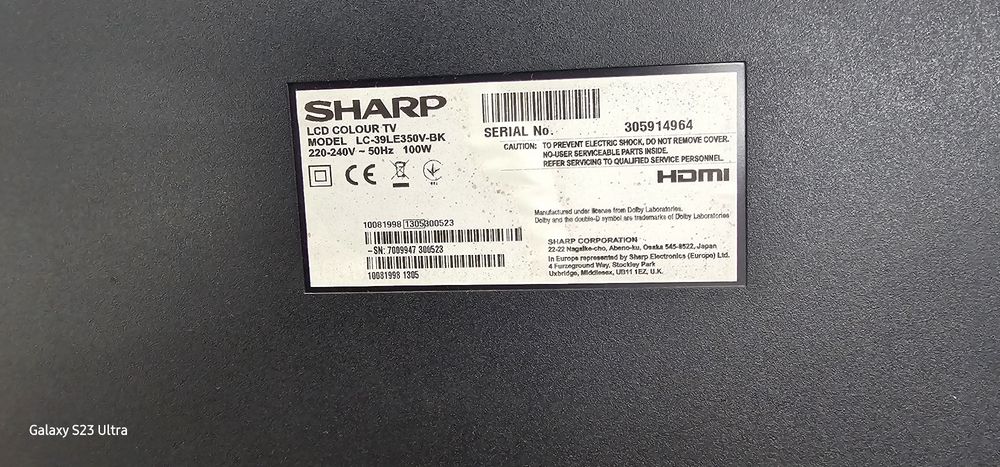 SHARP
LCD COLOUR TV
MODEL LC-39LE350V-BK
220-240V ~ 50Hz 100W
CE
SERIAL No. 305914964
CAUTION: TO PREVENT ELECTRIC SHOCK, DO NOT REMOVE COVER.
NO-USER SERVICEABLE PARTS INSIDE.
REFER SERVICING TO QUALIFIED SERVICE PERSONNEL.
HDMI
10081998 1305300523
-SN: 7009947 300523
10081998 1305
Manufactured under license from Dolby Laboratories.
Dolby and the double-D symbol are trademarks of Dolby Laboratories
SHARP CORPORATION
22-22 Nagaike-cho, Abeno-ku, Osaka 545-8522, Japan
In Europe represented by Sharp Electronics (Europe) Ltd.
4 Furzeground Way, Stockley Park
Uxbridge, Middlesex, UB11 1EZ, U.K.
Galaxy S23 Ultra